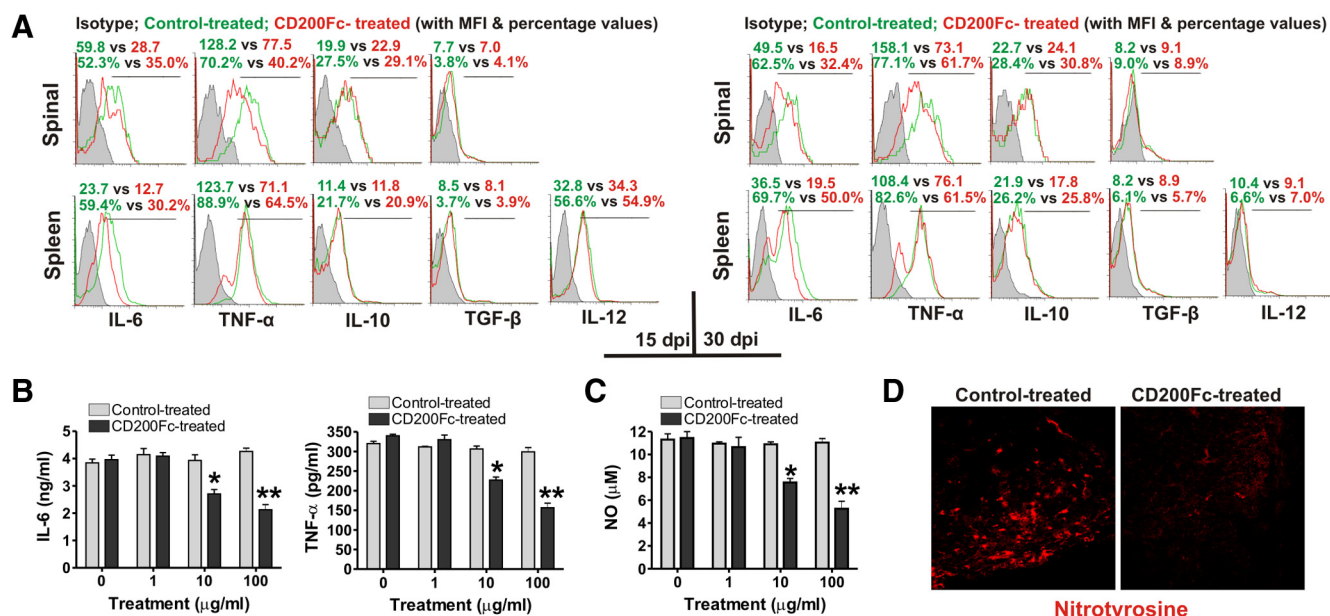 A
Isotype; Control-treated; CD200Fc- treated (with MFI & percentage values)
Spinal
59.8 vs 28.7
52.3% vs 35.0%
128.2 vs 77.5
70.2% vs 40.2%
19.9 vs 22.9
27.5% vs 29.1%
7.7 vs 7.0
3.8% vs 4.1%
Spleen
23.7 vs 12.7
59.4% vs 30.2%
123.7 vs 71.1
88.9% vs 64.5%
11.4 vs 11.8
21.7% vs 20.9%
8.5 vs 8.1
3.7% vs 3.9%
32.8 vs 34.3
56.6% vs 54.9%
IL-6
TNF-α
IL-10
TGF-β
IL-12
Isotype; Control-treated; CD200Fc- treated (with MFI & percentage values)
Spinal
49.5 vs 16.5
62.5% vs 32.4%
158.1 vs 73.1
77.1% vs 61.7%
22.7 vs 24.1
28.4% vs 30.8%
8.2 vs 9.1
9.0% vs 8.9%
Spleen
36.5 vs 19.5
69.7% vs 50.0%
108.4 vs 76.1
82.6% vs 61.5%
21.9 vs 17.8
26.2% vs 25.8%
8.2 vs 8.9
6.1% vs 5.7%
10.4 vs 9.1
6.6% vs 7.0%
IL-6
TNF-α
IL-10
TGF-β
IL-12
15 dpi
30 dpi
B
Control-treated
CD200Fc-treated
IL-6 (ng/ml)
5
4
3
2
1
0
*
**
0
1
10
100
Treatment (μg/ml)
Control-treated
CD200Fc-treated
TNF-α (pg/ml)
350
300
250
200
150
100
50
0
*
**
0
1
10
100
Treatment (μg/ml)
C
Control-treated
CD200Fc-treated
NO (μM)
12
10
8
6
4
2
0
*
**
0
1
10
100
Treatment (μg/ml)
D
Control-treated
CD200Fc-treated
Nitrotyrosine